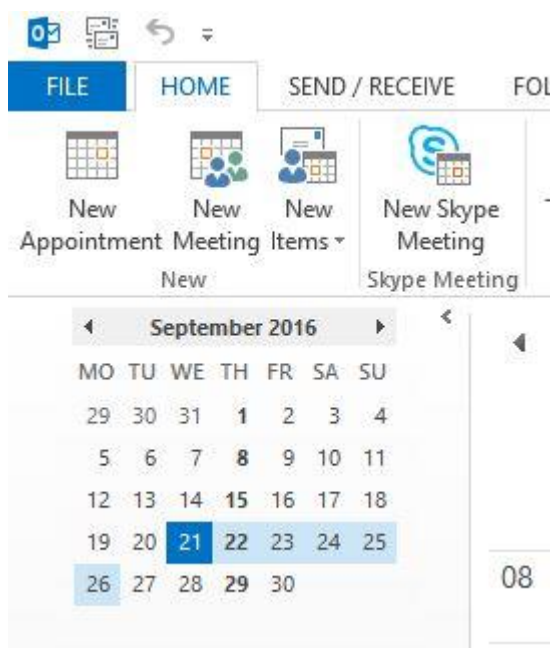 FILE HOME SEND / RECEIVE FOL
New Appointment New Meeting New Items New Skype Meeting
New Skype Meeting
September 2016
MO TU WE TH FR SA SU
29 30 31 1 2 3 4
5 6 7 8 9 10 11
12 13 14 15 16 17 18
19 20 21 22 23 24 25
26 27 28 29 30
08